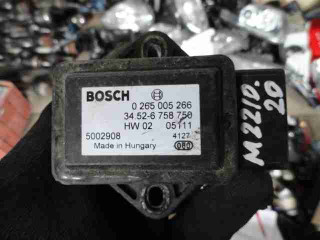 BOSCH
0 265 005 266
34 52-6 758 750
HW 02 05111
5002908 4127
Made in Hungary
M221D.
20